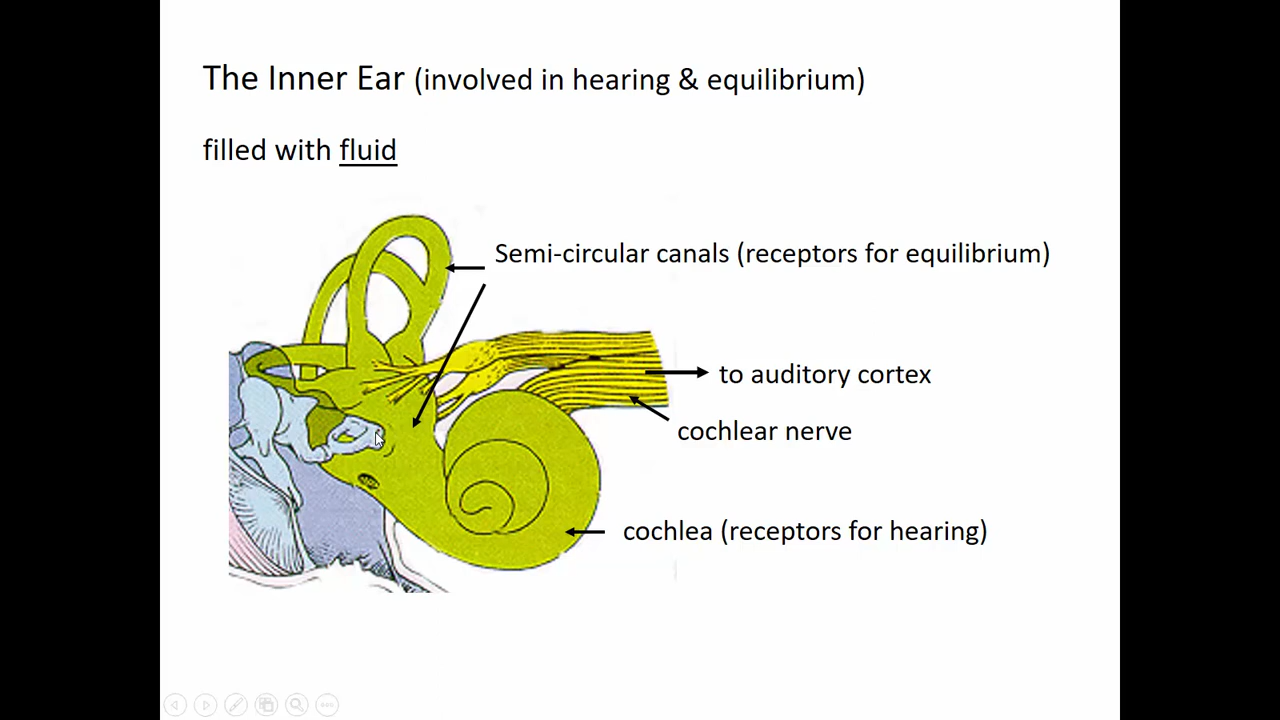 The Inner Ear (involved in hearing & equilibrium)
filled with fluid
Semi-circular canals (receptors for equilibrium)
to auditory cortex
cochlear nerve
cochlea (receptors for hearing)